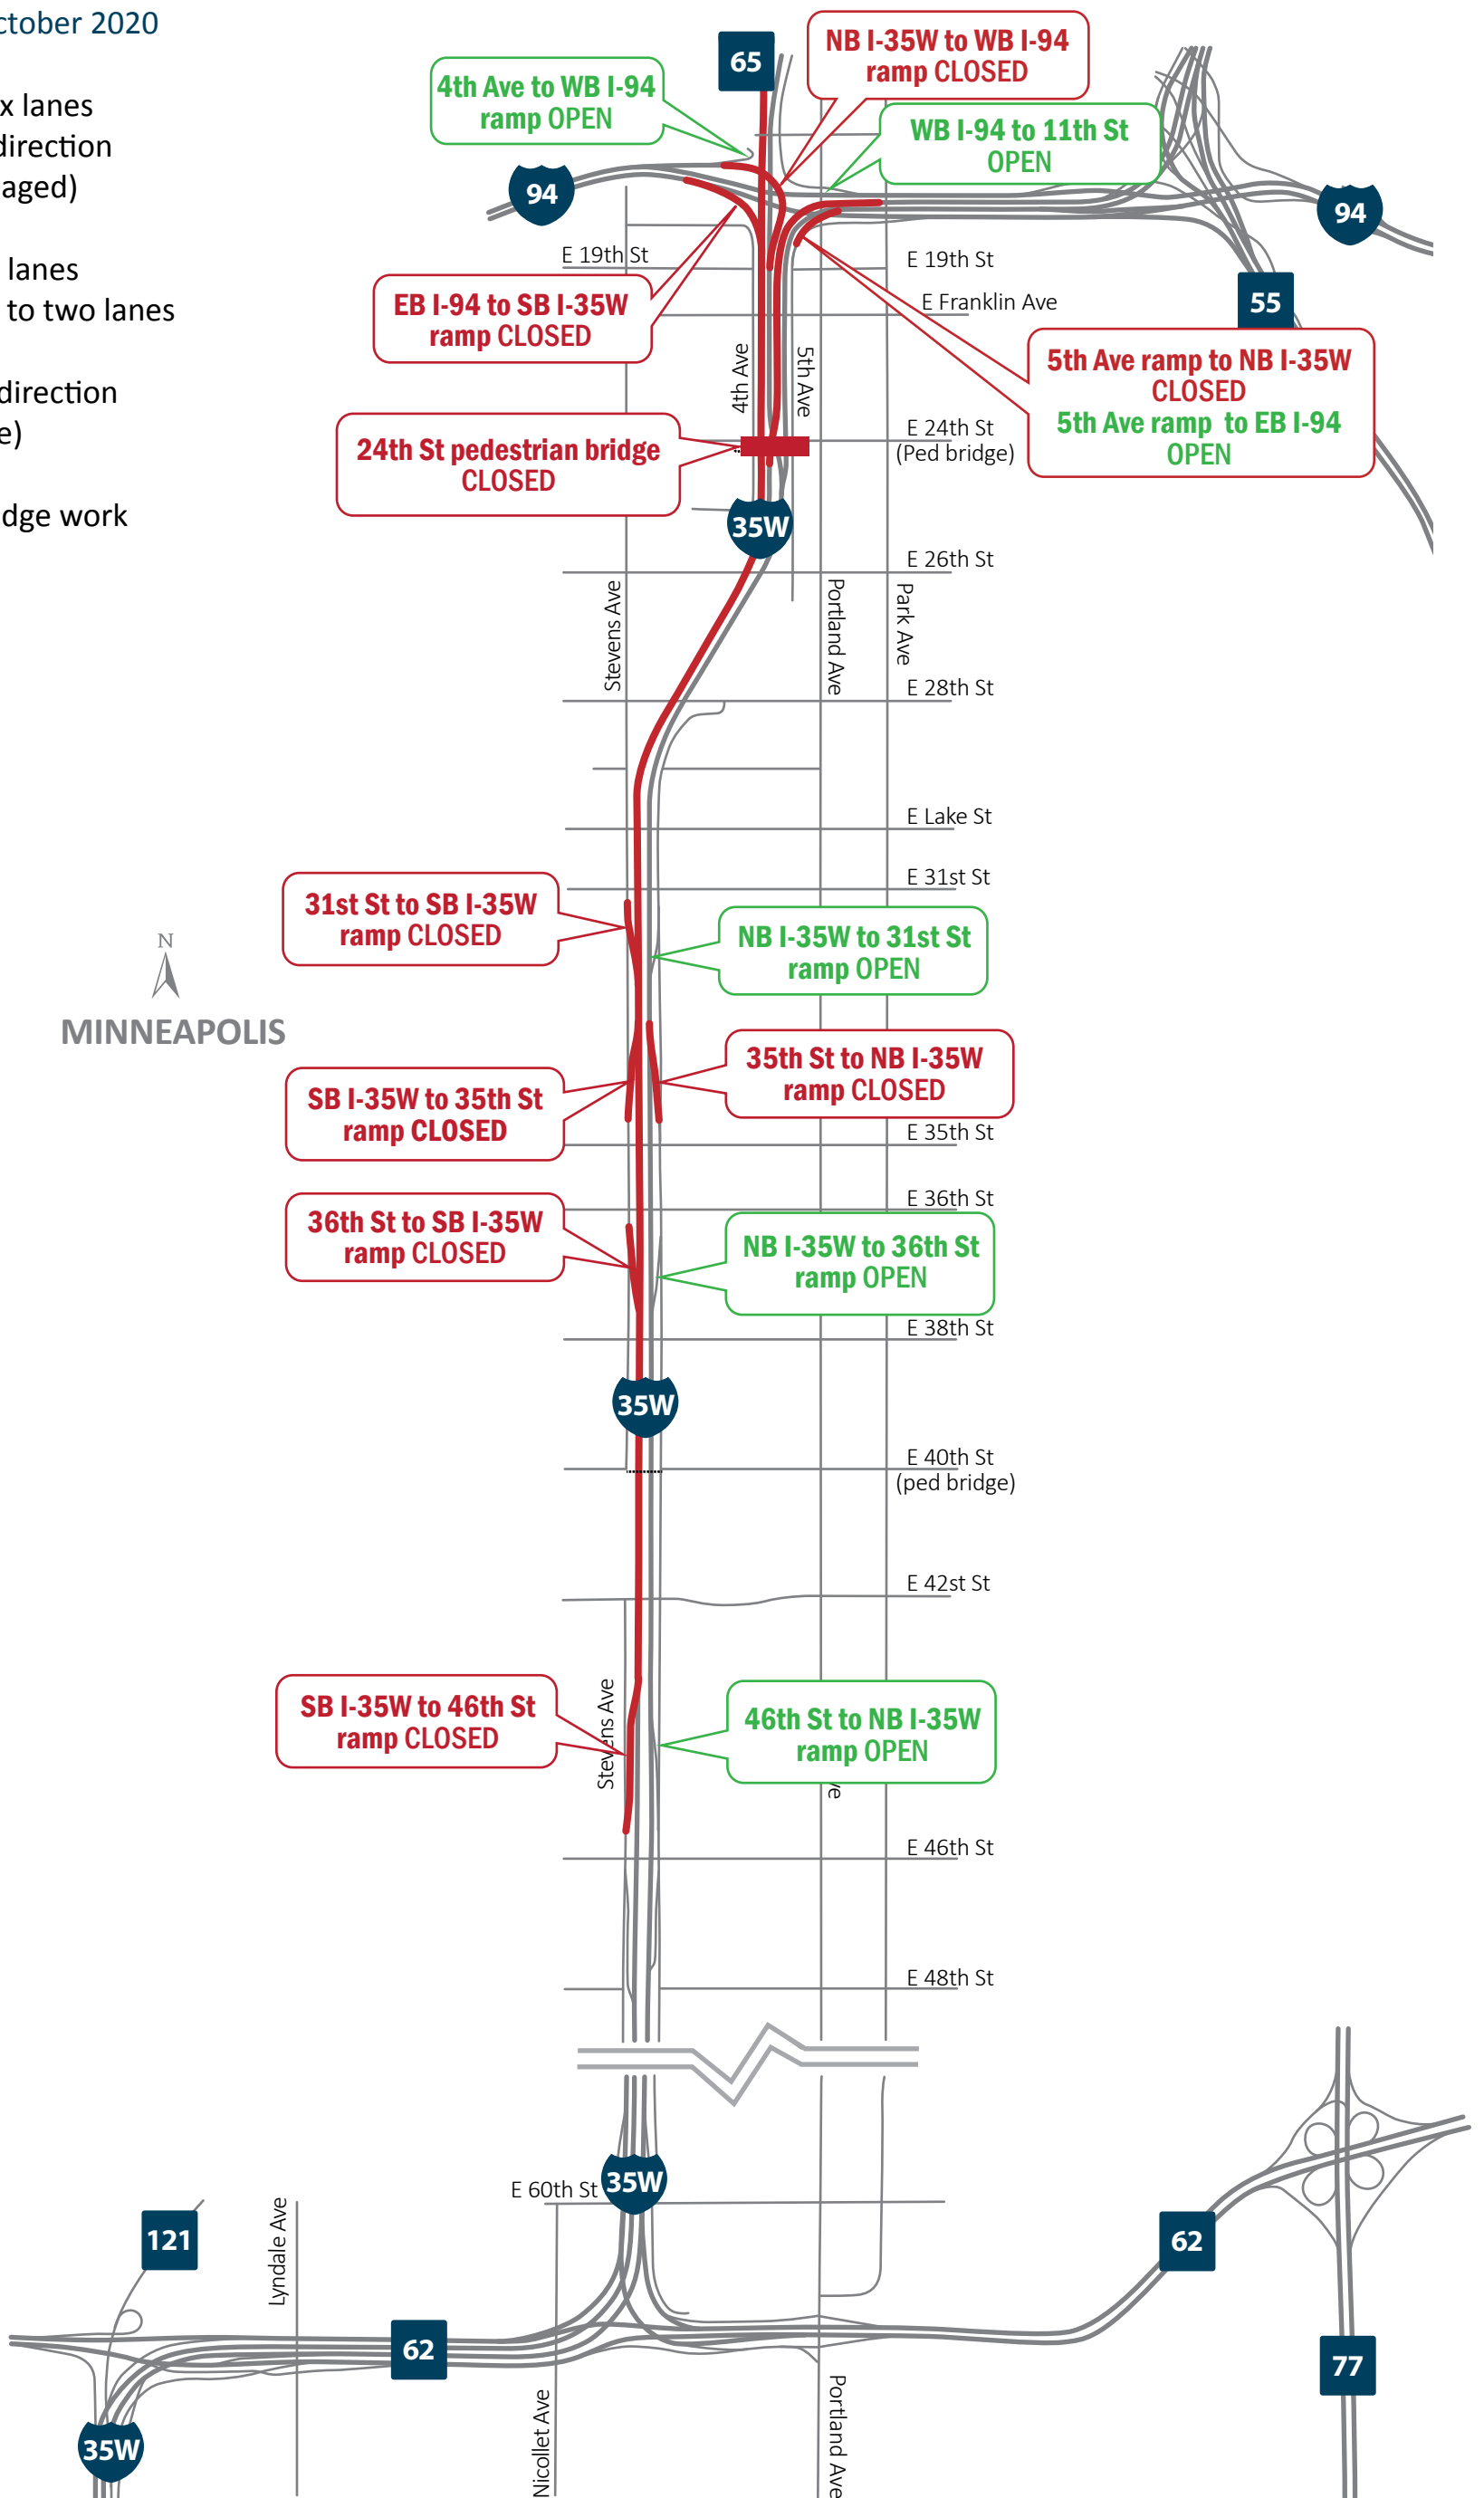 ctober 2020
x lanes
direction
aged)
lanes
to two lanes
direction
e)
dge work
65
NB I-35W to WB I-94
ramp CLOSED
4th Ave to WB I-94
ramp OPEN
WB I-94 to 11th St
OPEN
94
94
E 19th St
E 19th St
EB I-94 to SB I-35W
ramp CLOSED
E Franklin Ave
55
4th Ave
5th Ave
5th Ave ramp to NB I-35W
CLOSED
5th Ave ramp to EB I-94
OPEN
24th St pedestrian bridge
CLOSED
E 24th St
(Ped bridge)
35W
E 26th St
Stevens Ave
Portland Ave
Park Ave
E 28th St
E Lake St
E 31st St
31st St to SB I-35W
ramp CLOSED
NB I-35W to 31st St
ramp OPEN
N
MINNEAPOLIS
35th St to NB I-35W
ramp CLOSED
SB I-35W to 35th St
ramp CLOSED
E 35th St
E 36th St
36th St to SB I-35W
ramp CLOSED
NB I-35W to 36th St
ramp OPEN
E 38th St
35W
E 40th St
(ped bridge)
E 42st St
Stevens Ave
SB I-35W to 46th St
ramp CLOSED
46th St to NB I-35W
ramp OPEN
ve
E 46th St
E 48th St
35W
E 60th St
121
Lyndale Ave
62
62
77
Nicollet Ave
Portland Ave
35W